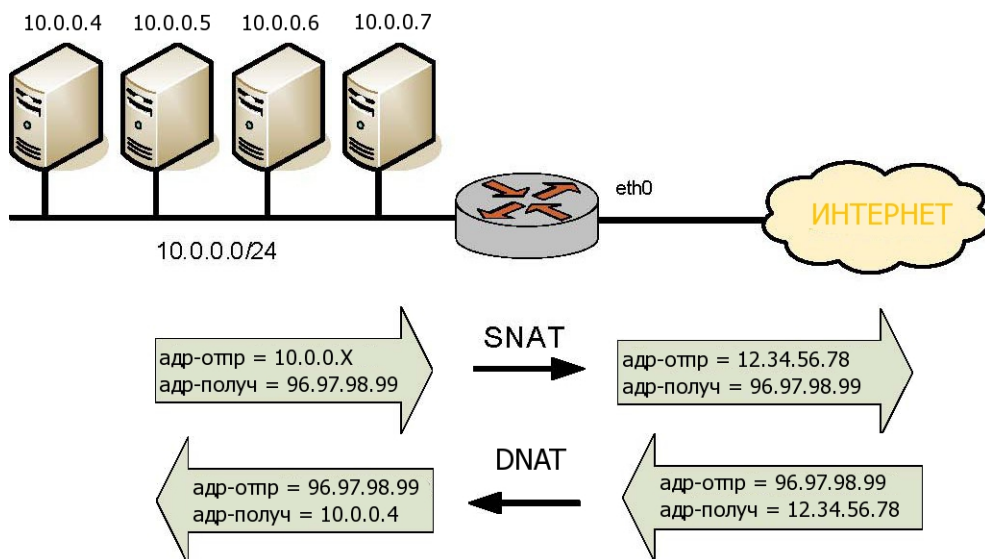 10.0.0.4
10.0.0.5
10.0.0.6
10.0.0.7
eth0
ИНТЕРНЕТ
10.0.0.0/24
SNAT
адр-отпр = 10.0.0.X
адр-получ = 96.97.98.99
адр-отпр = 12.34.56.78
адр-получ = 96.97.98.99
DNAT
адр-отпр = 96.97.98.99
адр-получ = 10.0.0.4
адр-отпр = 96.97.98.99
адр-получ = 12.34.56.78